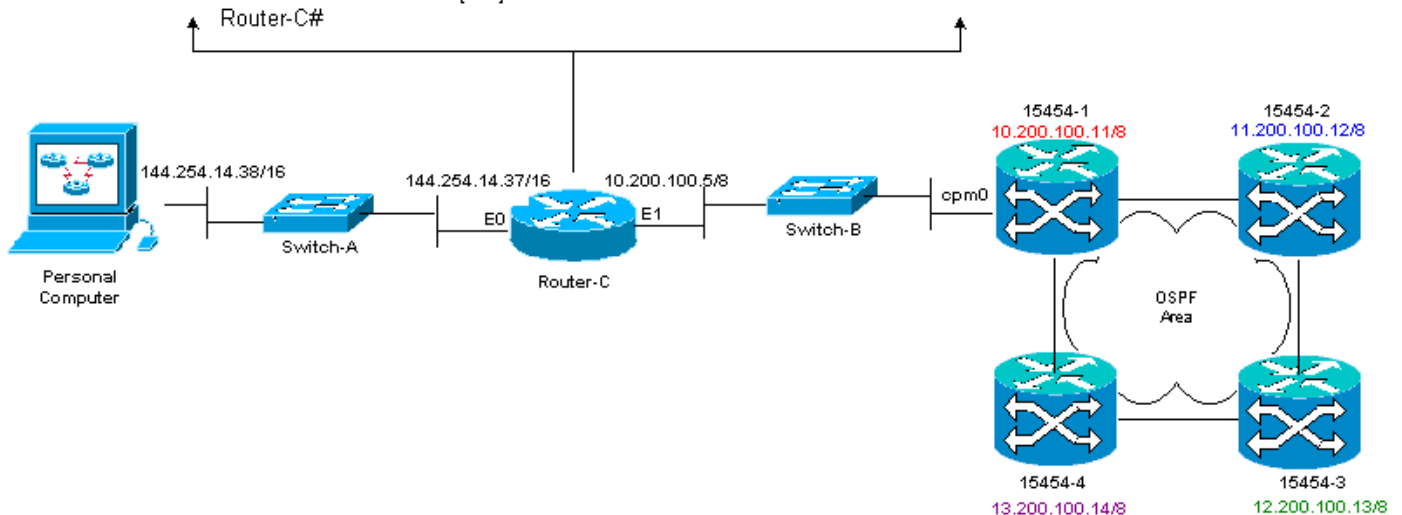 Router-C#
15454-1
10.200.100.11/8
15454-2
11.200.100.12/8
144.254.14.38/16
144.254.14.37/16
10.200.100.5/8
cpm0
E0
E1
Switch-A
Switch-B
Router-C
Personal
Computer
OSPF
Area
15454-4
13.200.100.14/8
15454-3
12.200.100.13/8